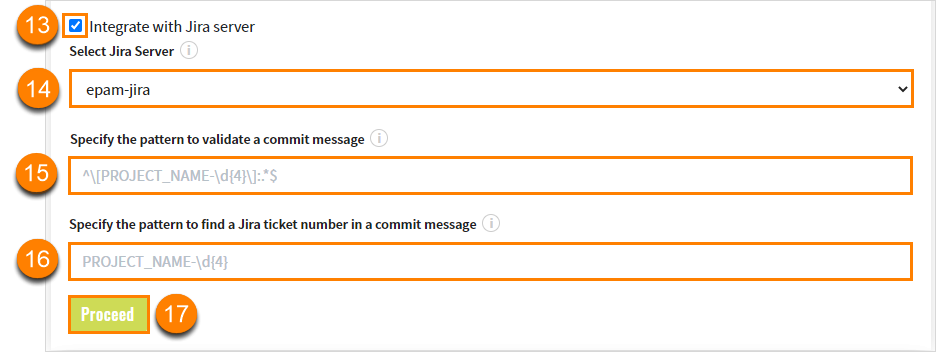 13 Integrate with Jira server
Select Jira Server i
14 epam-jira
Specify the pattern to validate a commit message i
15 ^\[PROJECT_NAME-\d{4}\]:.*$
Specify the pattern to find a Jira ticket number in a commit message i
16 PROJECT_NAME-\d{4}
Proceed 17